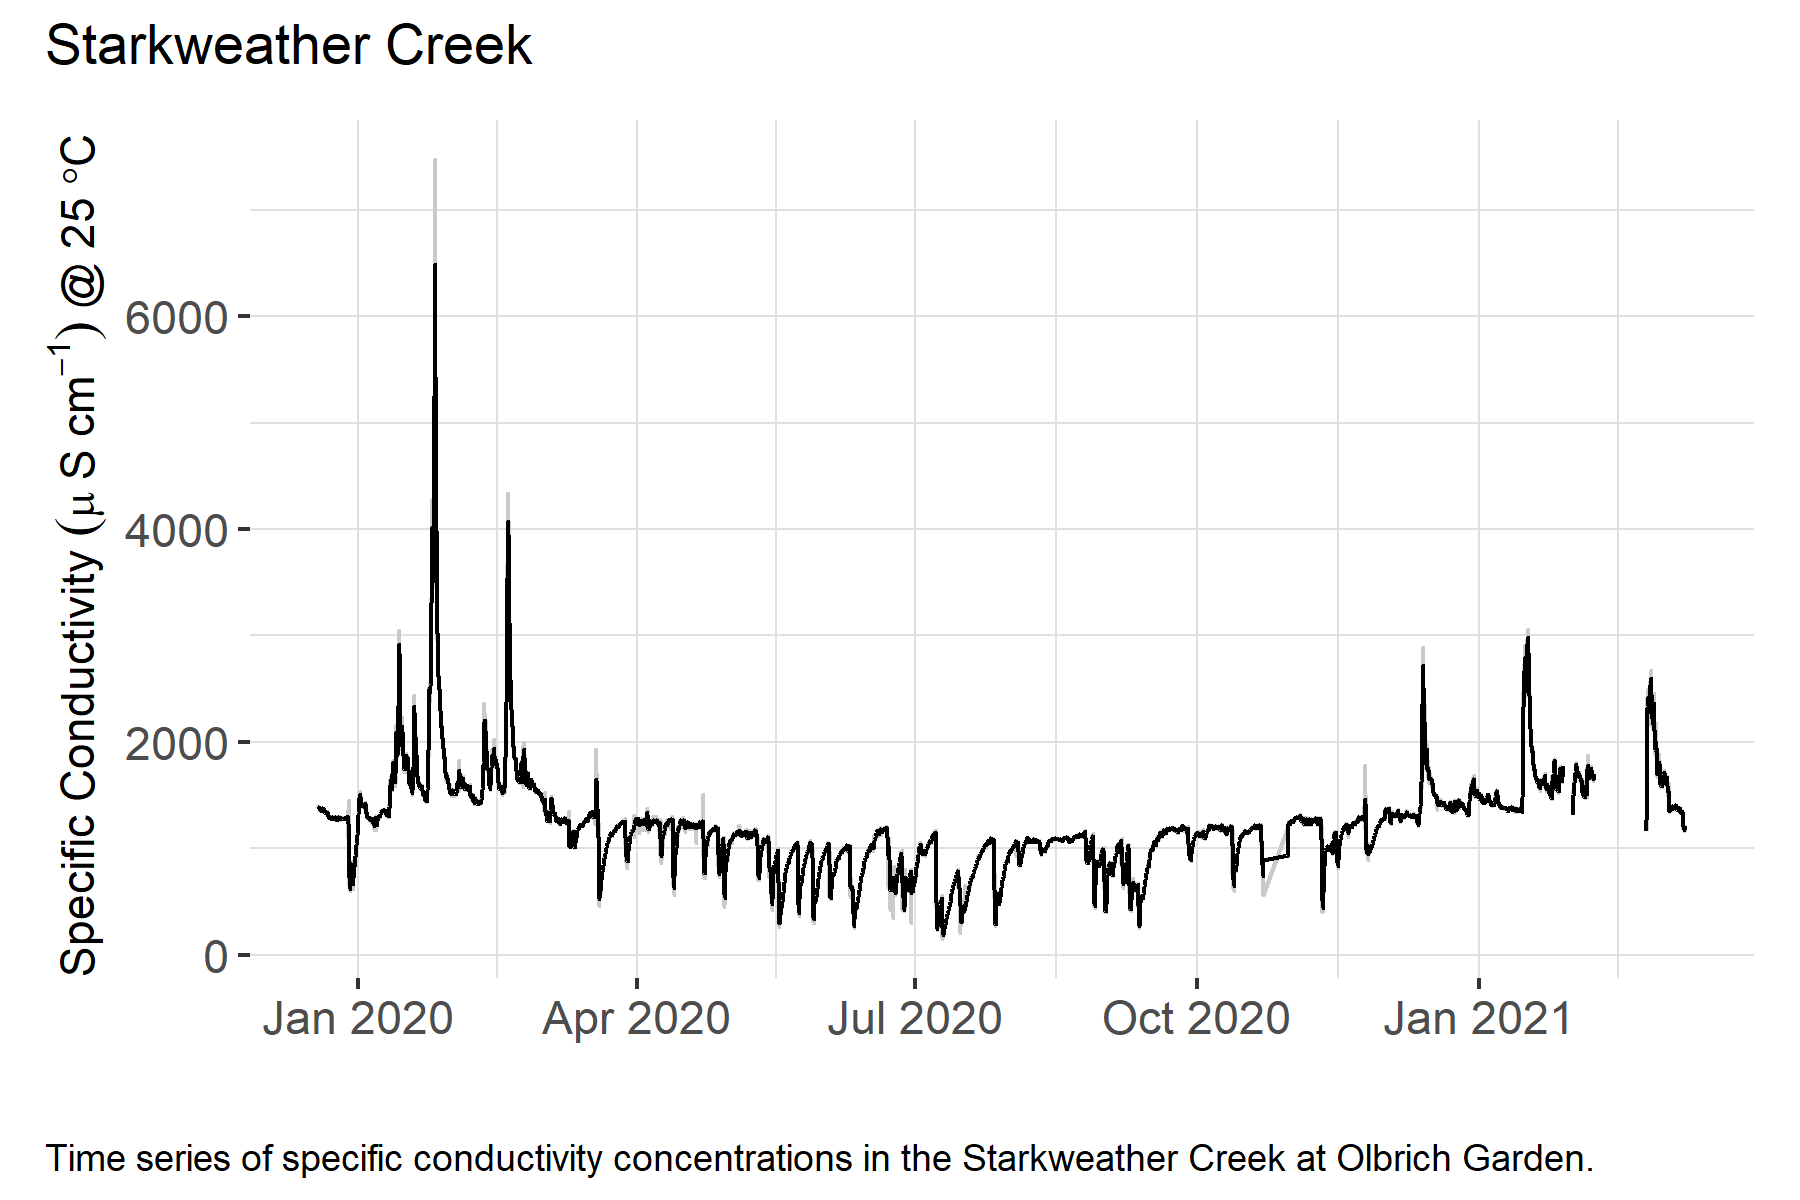 Starkweather Creek
Specific Conductivity (μ S cm⁻¹) @ 25 °C
6000
4000
2000
0
Jan 2020
Apr 2020
Jul 2020
Oct 2020
Jan 2021
Time series of specific conductivity concentrations in the Starkweather Creek at Olbrich Garden.